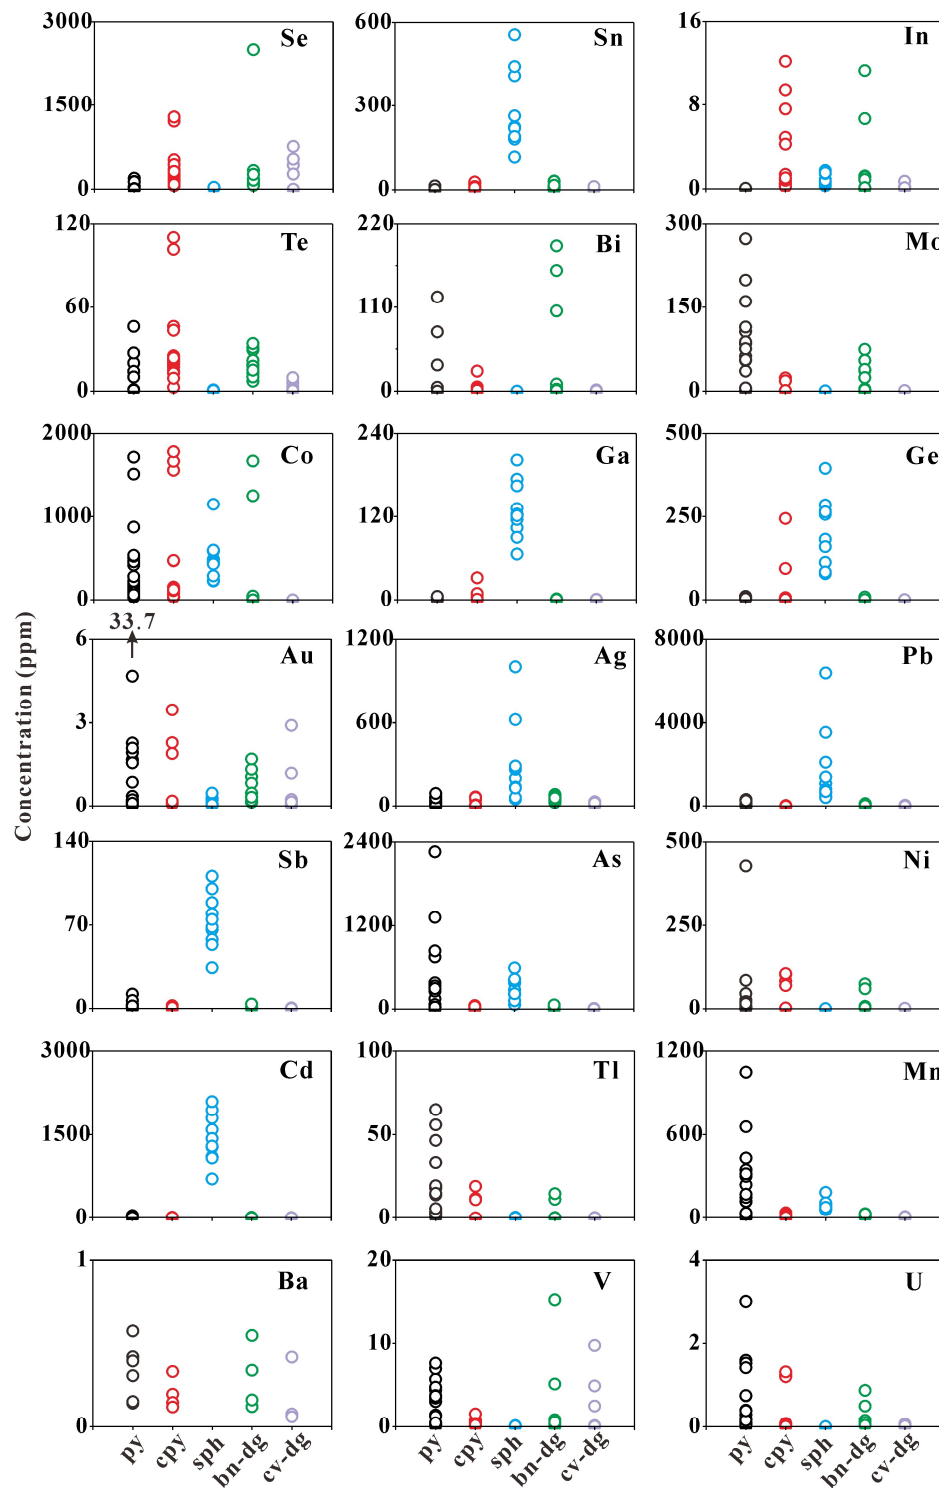 3000 Se 600 Sn 16 In
1500 300 8
0 0 0
120 Te 220 Bi 300 Mo
60 110 150
0 0 0
2000 Co 240 Ga 500 Ge
1000 120 250
0 0 0
33.7
6 Au 1200 Ag 8000 Pb
3 600 4000
0 0 0
Concentration (ppm)
140 Sb 2400 As 500 Ni
70 1200 250
0 0 0
3000 Cd 100 Tl 1200 Mn
1500 50 600
0 0 0
1 Ba 20 V 4 U
10 2
0 0 0
py cpy sph bn-dg cv-dg py cpy sph bn-dg cv-dg py cpy sph bn-dg cv-dg